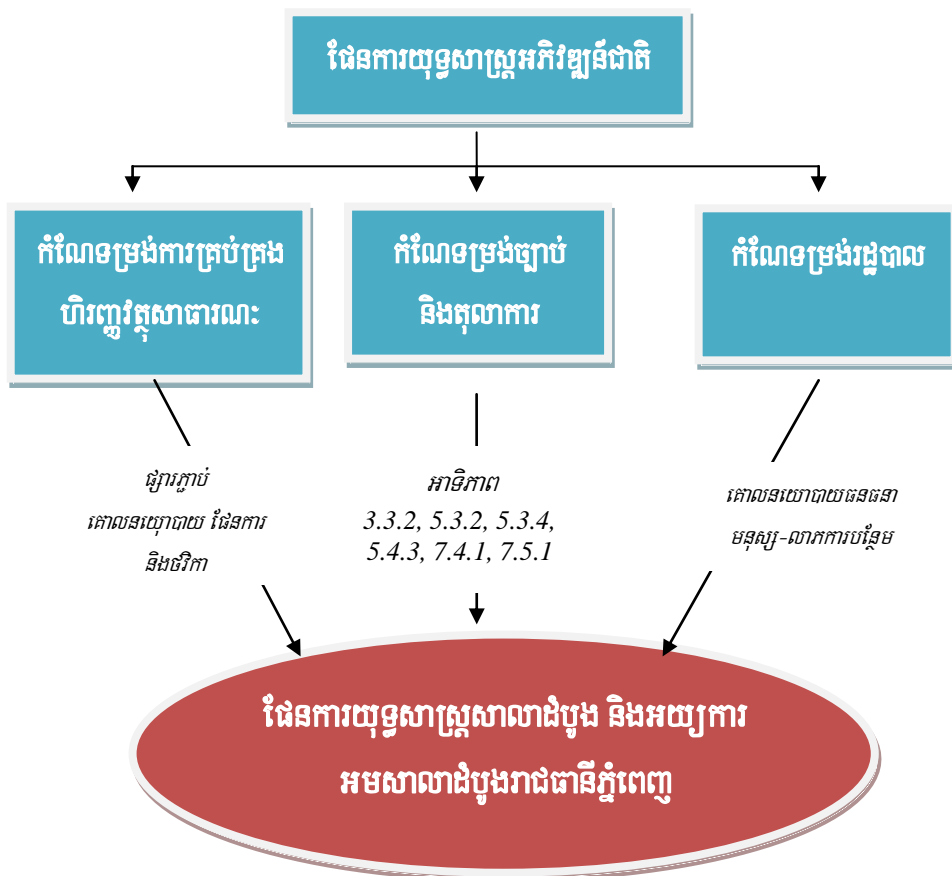 ផែនការយុទ្ធសាស្ត្រអភិវឌ្ឍន៍ជាតិ
កំណែទម្រង់ការគ្រប់គ្រង
ហិរញ្ញវត្ថុសាធារណៈ
កំណែទម្រង់ច្បាប់
និងតុលាការ
កំណែទម្រង់រដ្ឋបាល
ផ្សារភ្ជាប់
គោលនយោុបាយ ផែនការ
និងថវិកា
អាទិភាព
3.3.2, 5.3.2, 5.3.4,
5.4.3, 7.4.1, 7.5.1
គោលនយោបាយធនធនា
មនុស្ស-លាភការបន្ថែម
ផែនការយុទ្ធសាស្ត្រសាលាដំបូង និងអយ្យការ
អមសាលាដំបូងរាជធានីភ្នំពេញ